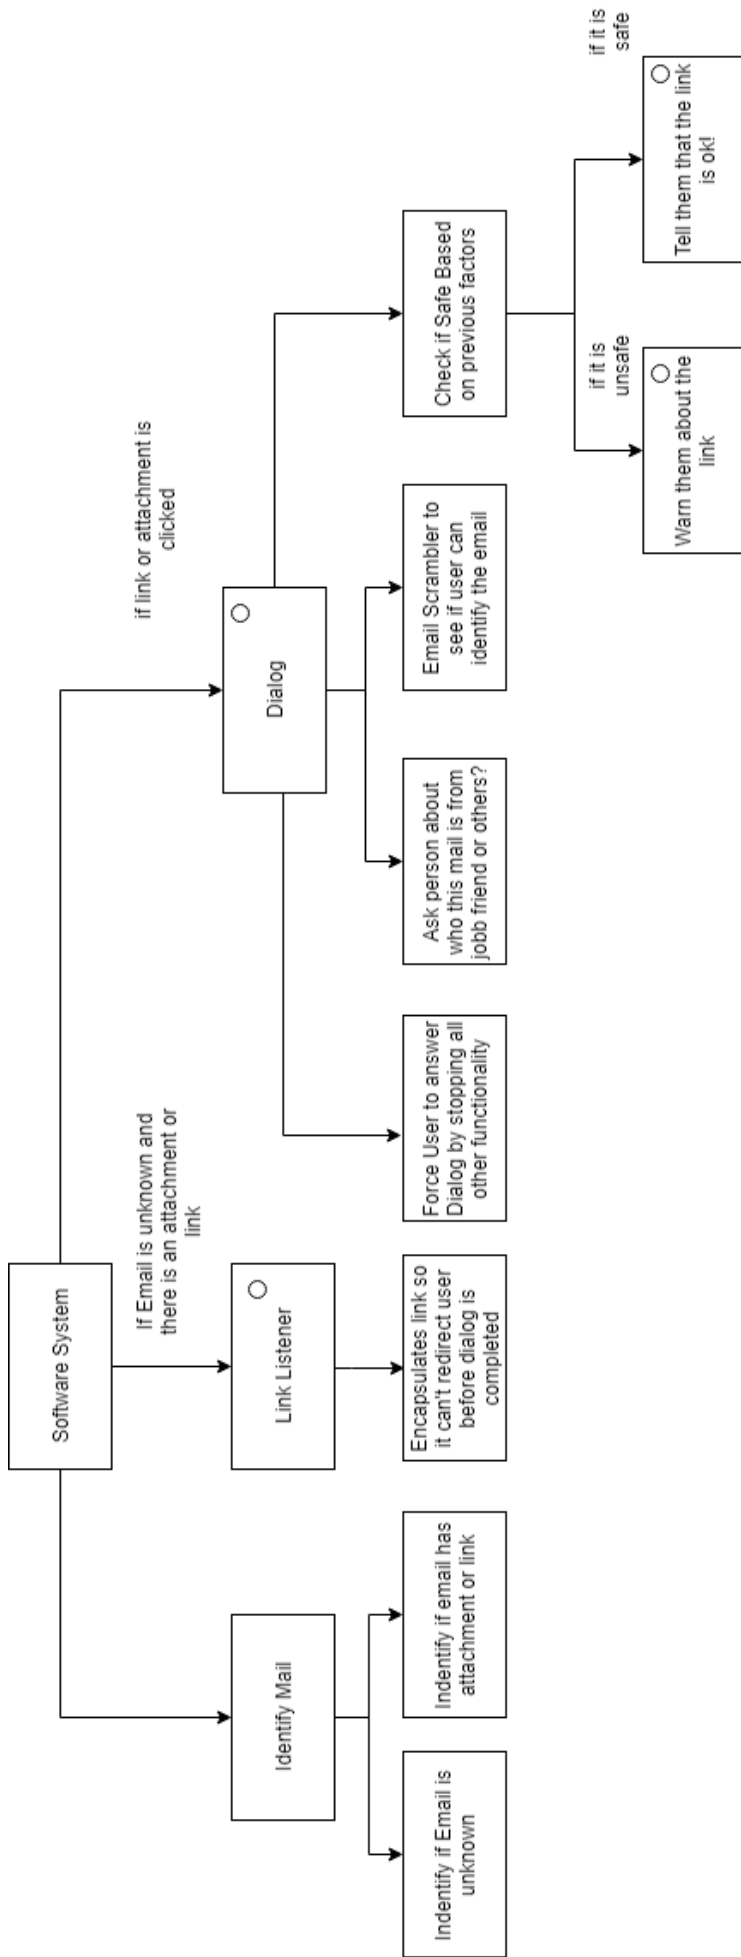 Software System
If Email is unknown and
there is an attachment or
link
if link or attachment is
clicked
Identify Mail
Link Listener
Dialog
Indentify if Email is
unknown
Indentify if email has
attachment or link
Encapsulates link so
it can't redirect user
before dialog is
completed
Force User to answer
Dialog by stopping all
other functionality
Ask person about
who this mail is from
jobb friend or others?
Email Scrambler to
see if user can
identify the email
Check if Safe Based
on previous factors
if it is
unsafe
if it is
safe
Warn them about the
link
Tell them that the link
is ok!